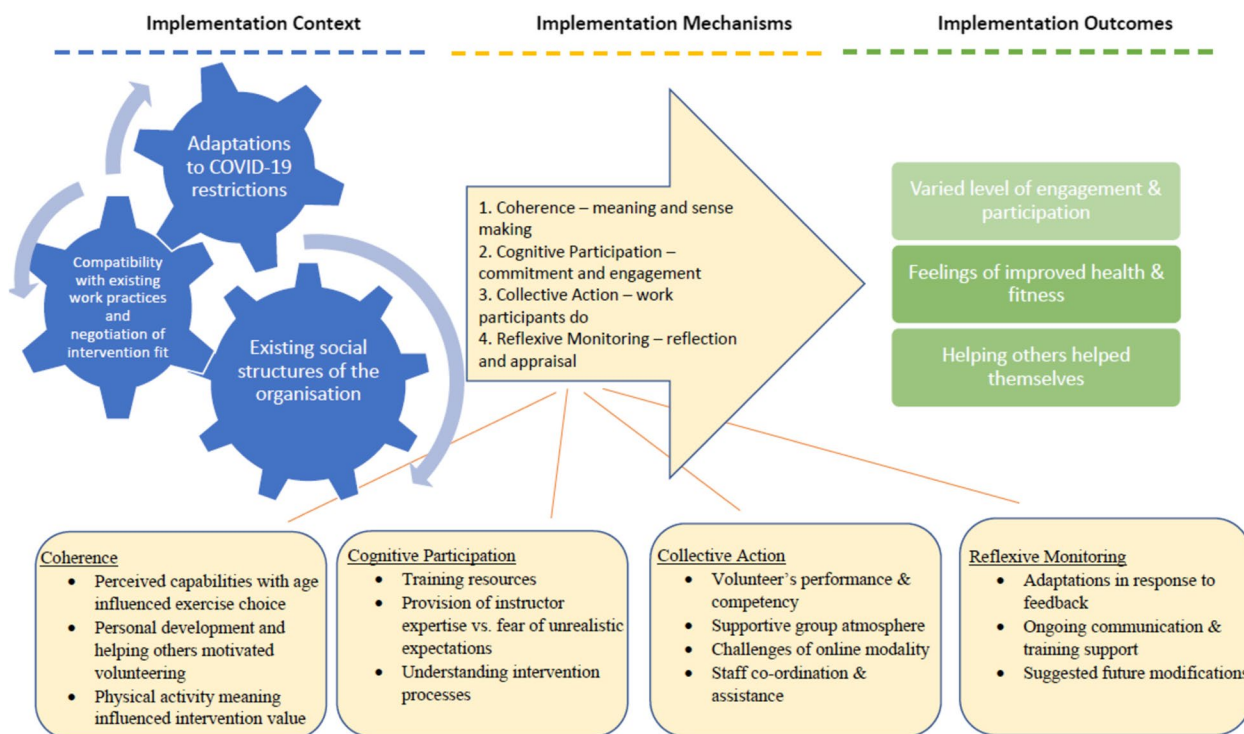 Implementation Context
Implementation Mechanisms
Implementation Outcomes
Adaptations
to COVID-19
restrictions
Compatibility
with existing
work practices
and
negotiation of
intervention fit
Existing social
structures of the
organisation
1. Coherence – meaning and sense
making
2. Cognitive Participation –
commitment and engagement
3. Collective Action – work
participants do
4. Reflexive Monitoring – reflection
and appraisal
Varied level of engagement &
participation
Feelings of improved health &
fitness
Helping others helped
themselves
Coherence
• Perceived capabilities with age
influenced exercise choice
• Personal development and
helping others motivated
volunteering
• Physical activity meaning
influenced intervention value
Cognitive Participation
• Training resources
• Provision of instructor
expertise vs. fear of unrealistic
expectations
• Understanding intervention
processes
Collective Action
• Volunteer’s performance &
competency
• Supportive group atmosphere
• Challenges of online modality
• Staff co-ordination &
assistance
Reflexive Monitoring
• Adaptations in response to
feedback
• Ongoing communication &
training support
• Suggested future modifications